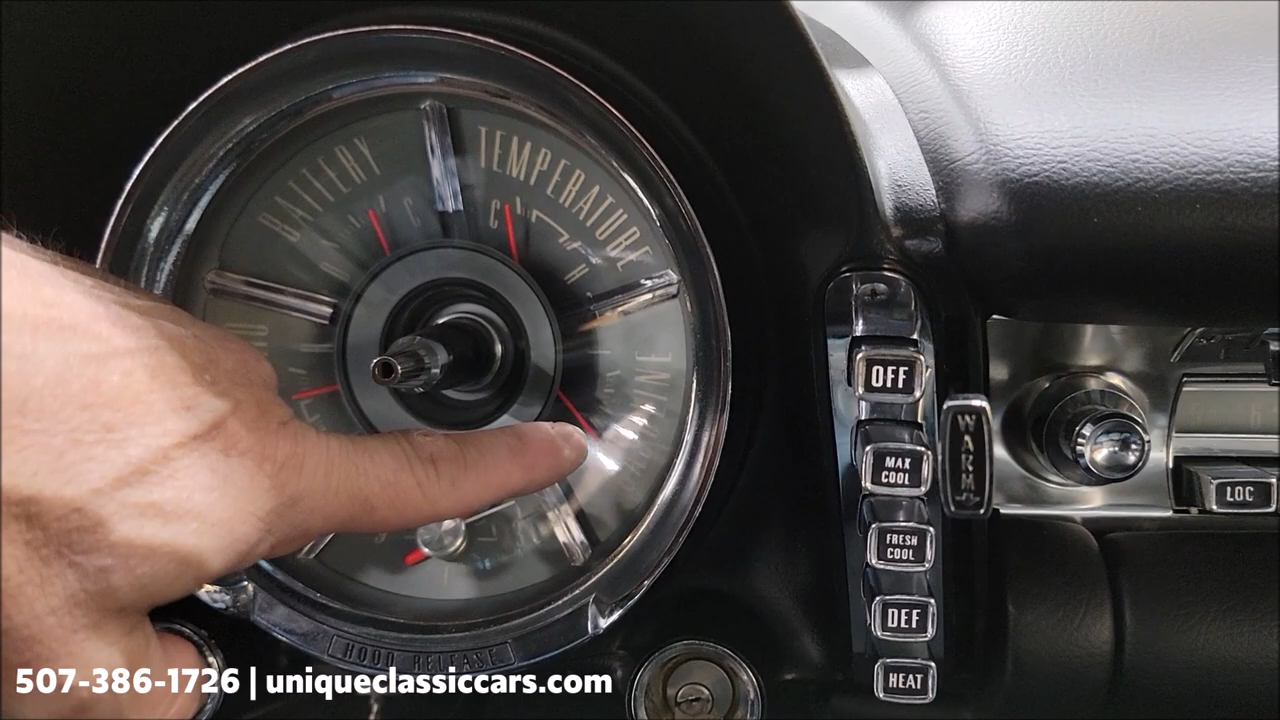 BATTERY
TEMPERATURE
C
C
H
OFF
WARM
MAX
COOL
LOC
FRESH
COOL
DEF
HOOD RELEASE
HEAT
507-386-1726 | uniqueclassiccars.com